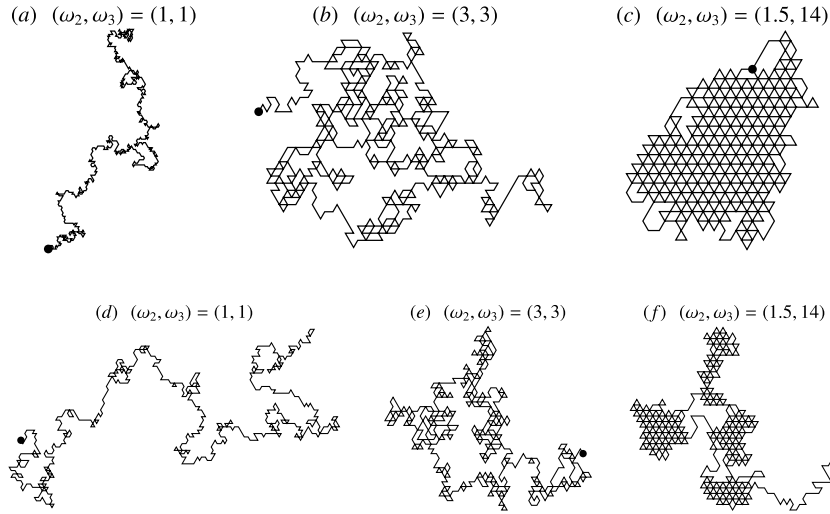 (a) (ω₂, ω₃) = (1, 1)
(b) (ω₂, ω₃) = (3, 3)
(c) (ω₂, ω₃) = (1.5, 14)
(d) (ω₂, ω₃) = (1, 1)
(e) (ω₂, ω₃) = (3, 3)
(f) (ω₂, ω₃) = (1.5, 14)